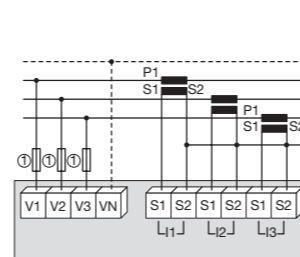 P1
S1 S2
P1
S1 S2
① ① ①
V1 V2 V3 VN S1 S2 S1 S2 S1 S2
I1 I2 I3